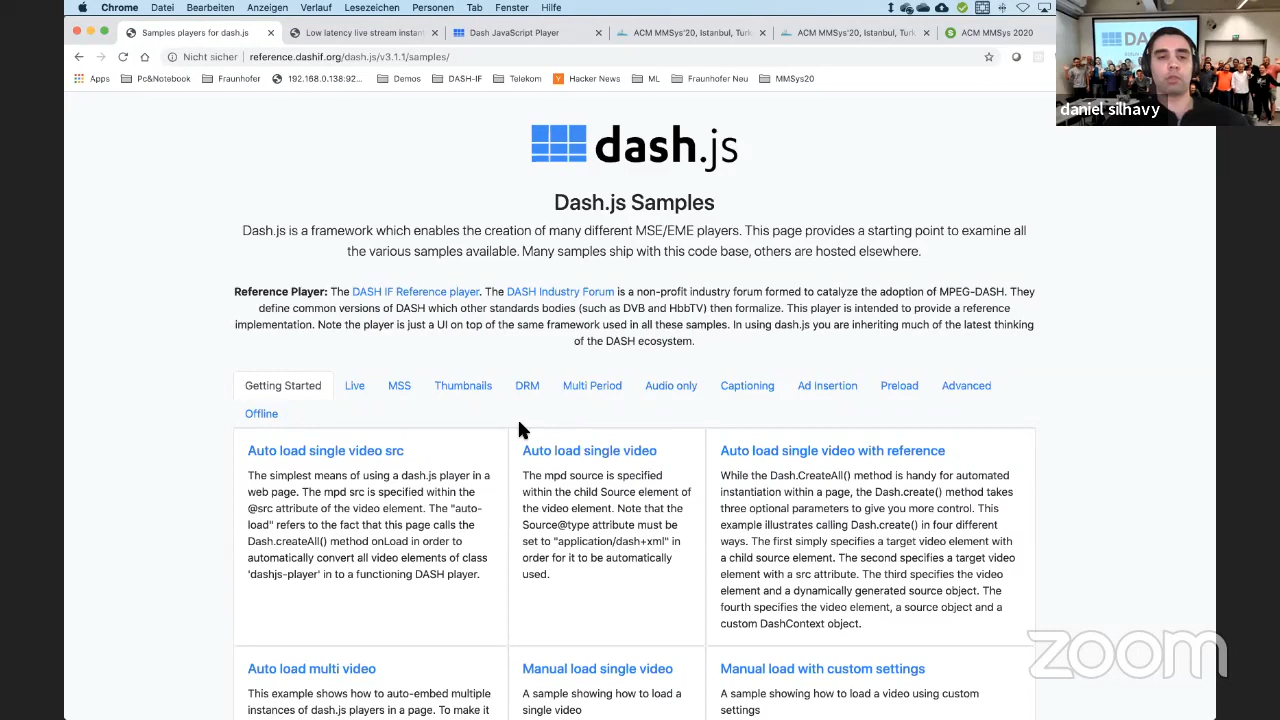 Chrome Datei Bearbeiten Anzeigen Verlauf Lesezeichen Personen Tab Fenster Hilfe
Samples players for dash.js
Low latency live stream instant
Dash JavaScript Player
ACM MMSys'20, Istanbul, Turk
ACM MMSys'20, Istanbul, Turk
ACM MMSys 2020
Nicht sicher reference.dashif.org/dash.js/v3.1.1/samples/
Apps Pc&Notebook Fraunhofer 192.168.0.138:92... Demos DASH-IF Telekom Hacker News ML Fraunhofer Neu MMSys20
daniel silhavy
dash.js
Dash.js Samples
Dash.js is a framework which enables the creation of many different MSE/EME players. This page provides a starting point to examine all
the various samples available. Many samples ship with this code base, others are hosted elsewhere.
Reference Player: The DASH IF Reference player. The DASH Industry Forum is a non-profit industry forum formed to catalyze the adoption of MPEG-DASH. They
define common versions of DASH which other standards bodies (such as DVB and HbbTV) then formalize. This player is intended to provide a reference
implementation. Note the player is just a UI on top of the same framework used in all these samples. In using dash.js you are inheriting much of the latest thinking
of the DASH ecosystem.
Getting Started Live MSS Thumbnails DRM Multi Period Audio only Captioning Ad Insertion Preload Advanced
Offline
Auto load single video src
The simplest means of using a dash.js player in a
web page. The mpd src is specified within the
@src attribute of the video element. The "auto-
load" refers to the fact that this page calls the
Dash.createAll() method onLoad in order to
automatically convert all video elements of class
'dashjs-player' in to a functioning DASH player.
Auto load single video
The mpd source is specified
within the child Source element of
the video element. Note that the
Source@type attribute must be
set to "application/dash+xml" in
order for it to be automatically
used.
Auto load single video with reference
While the Dash.CreateAll() method is handy for automated
instantiation within a page, the Dash.create() method takes
three optional parameters to give you more control. This
example illustrates calling Dash.create() in four different
ways. The first simply specifies a target video element with
a child source element. The second specifies a target video
element with a src attribute. The third specifies the video
element and a dynamically generated source object. The
fourth specifies the video element, a source object and a
custom DashContext object.
Auto load multi video
This example shows how to auto-embed multiple
instances of dash.js players in a page. To make it
Manual load single video
A sample showing how to load a
single video
Manual load with custom settings
A sample showing how to load a video using custom
settings
zoom